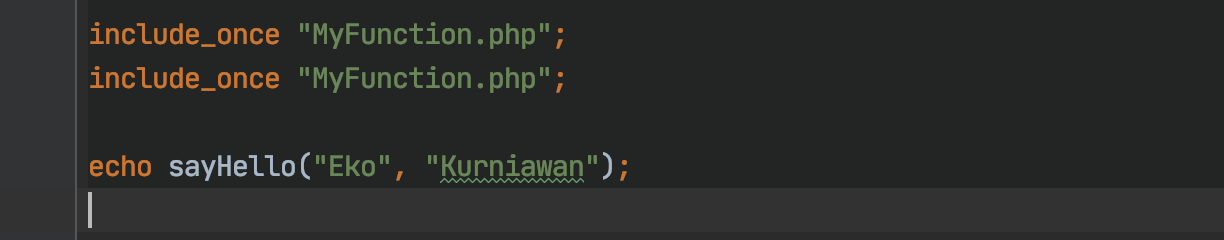 include_once "MyFunction.php";
include_once "MyFunction.php";
echo sayHello("Eko", "Kurniawan");